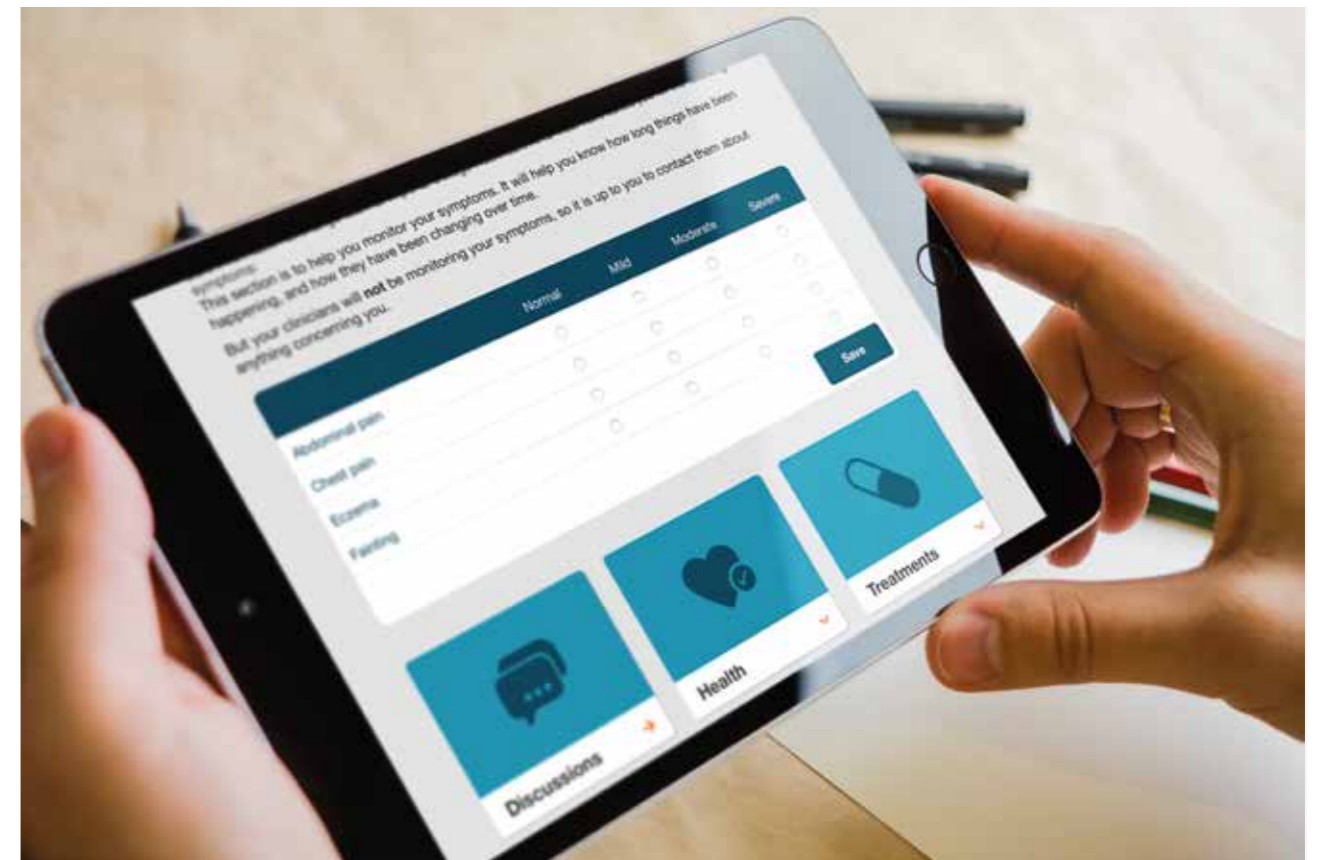 symptoms.
This section is to help you monitor your symptoms. It will help you know how long things have been
happening, and how they have been changing over time.
But your clinicians will not be monitoring your symptoms, so it is up to you to contact them about
anything concerning you.
Normal Mild Moderate Severe
Abdominal pain
Chest pain
Eczema
Fainting
Save
Discussions
Health
Treatments